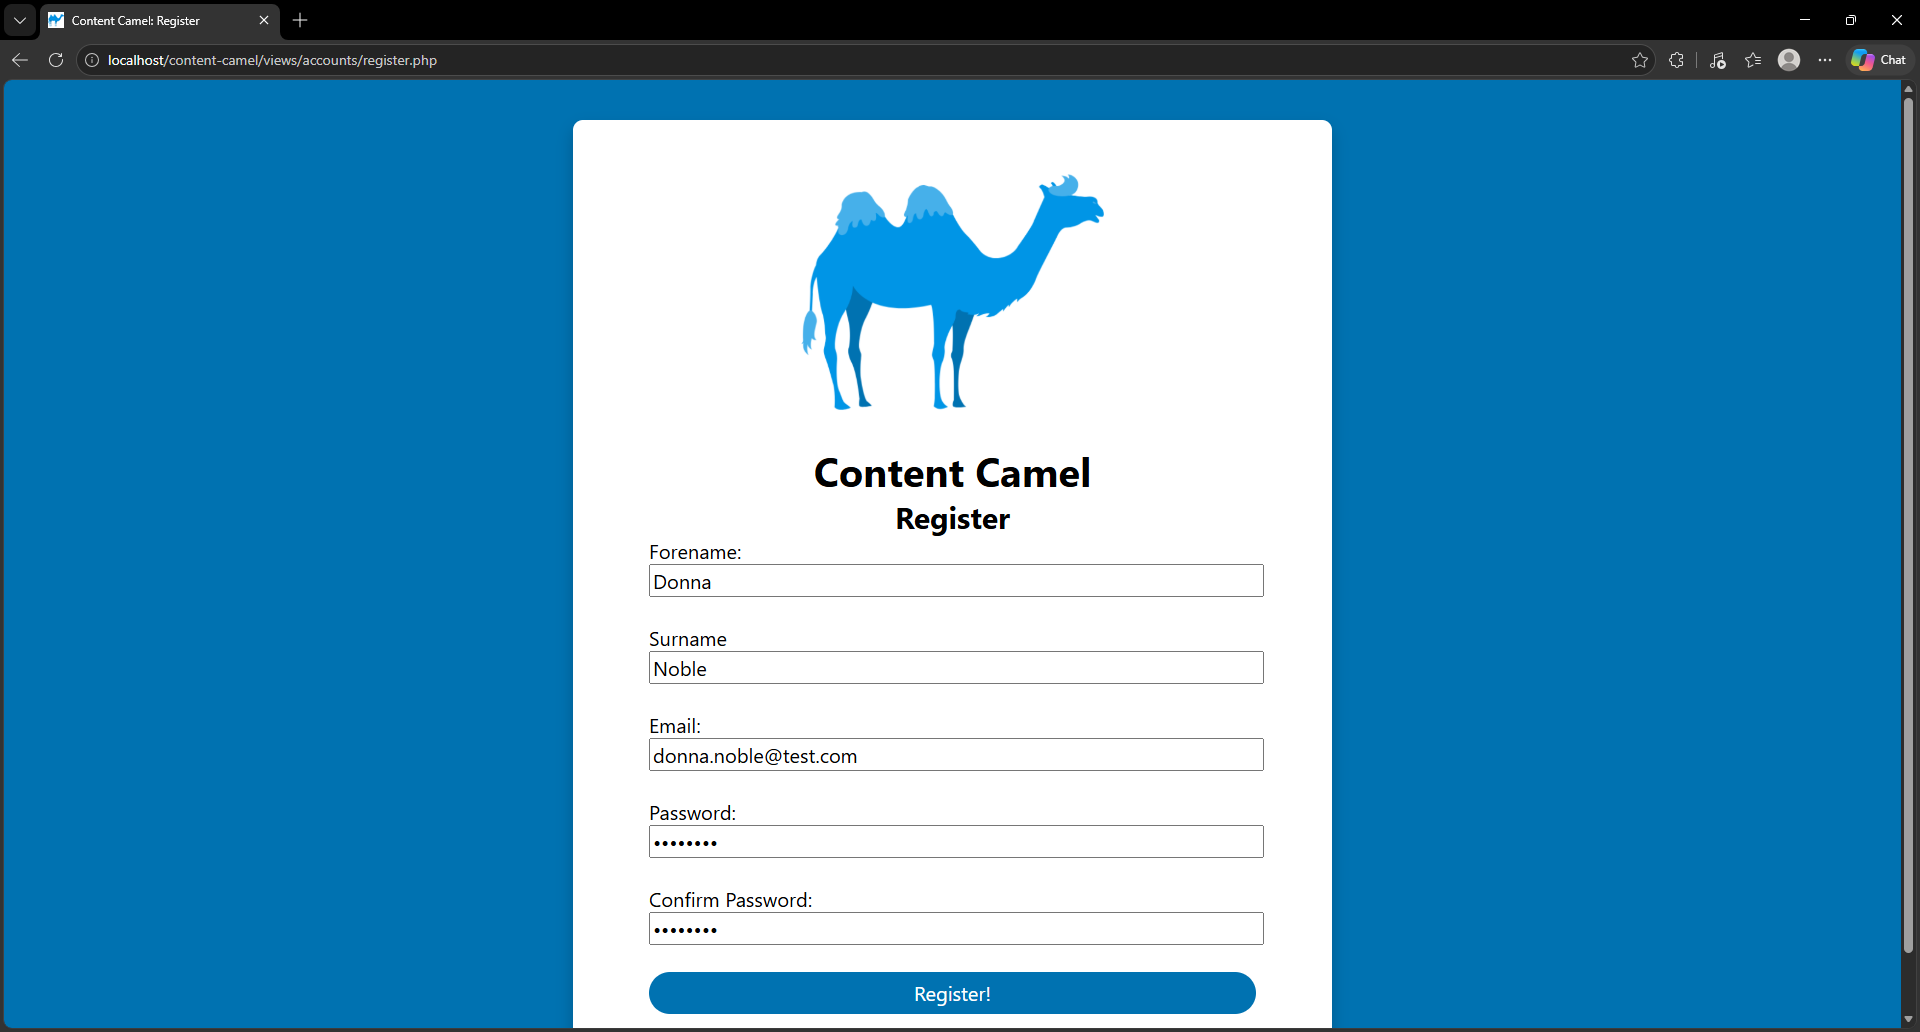 Content Camel: Register
localhost/content-camel/views/accounts/register.php
Chat
Content Camel
Register
Forename:
Donna
Surname
Noble
Email:
donna.noble@test.com
Password:
••••••••
Confirm Password:
••••••••
Register!